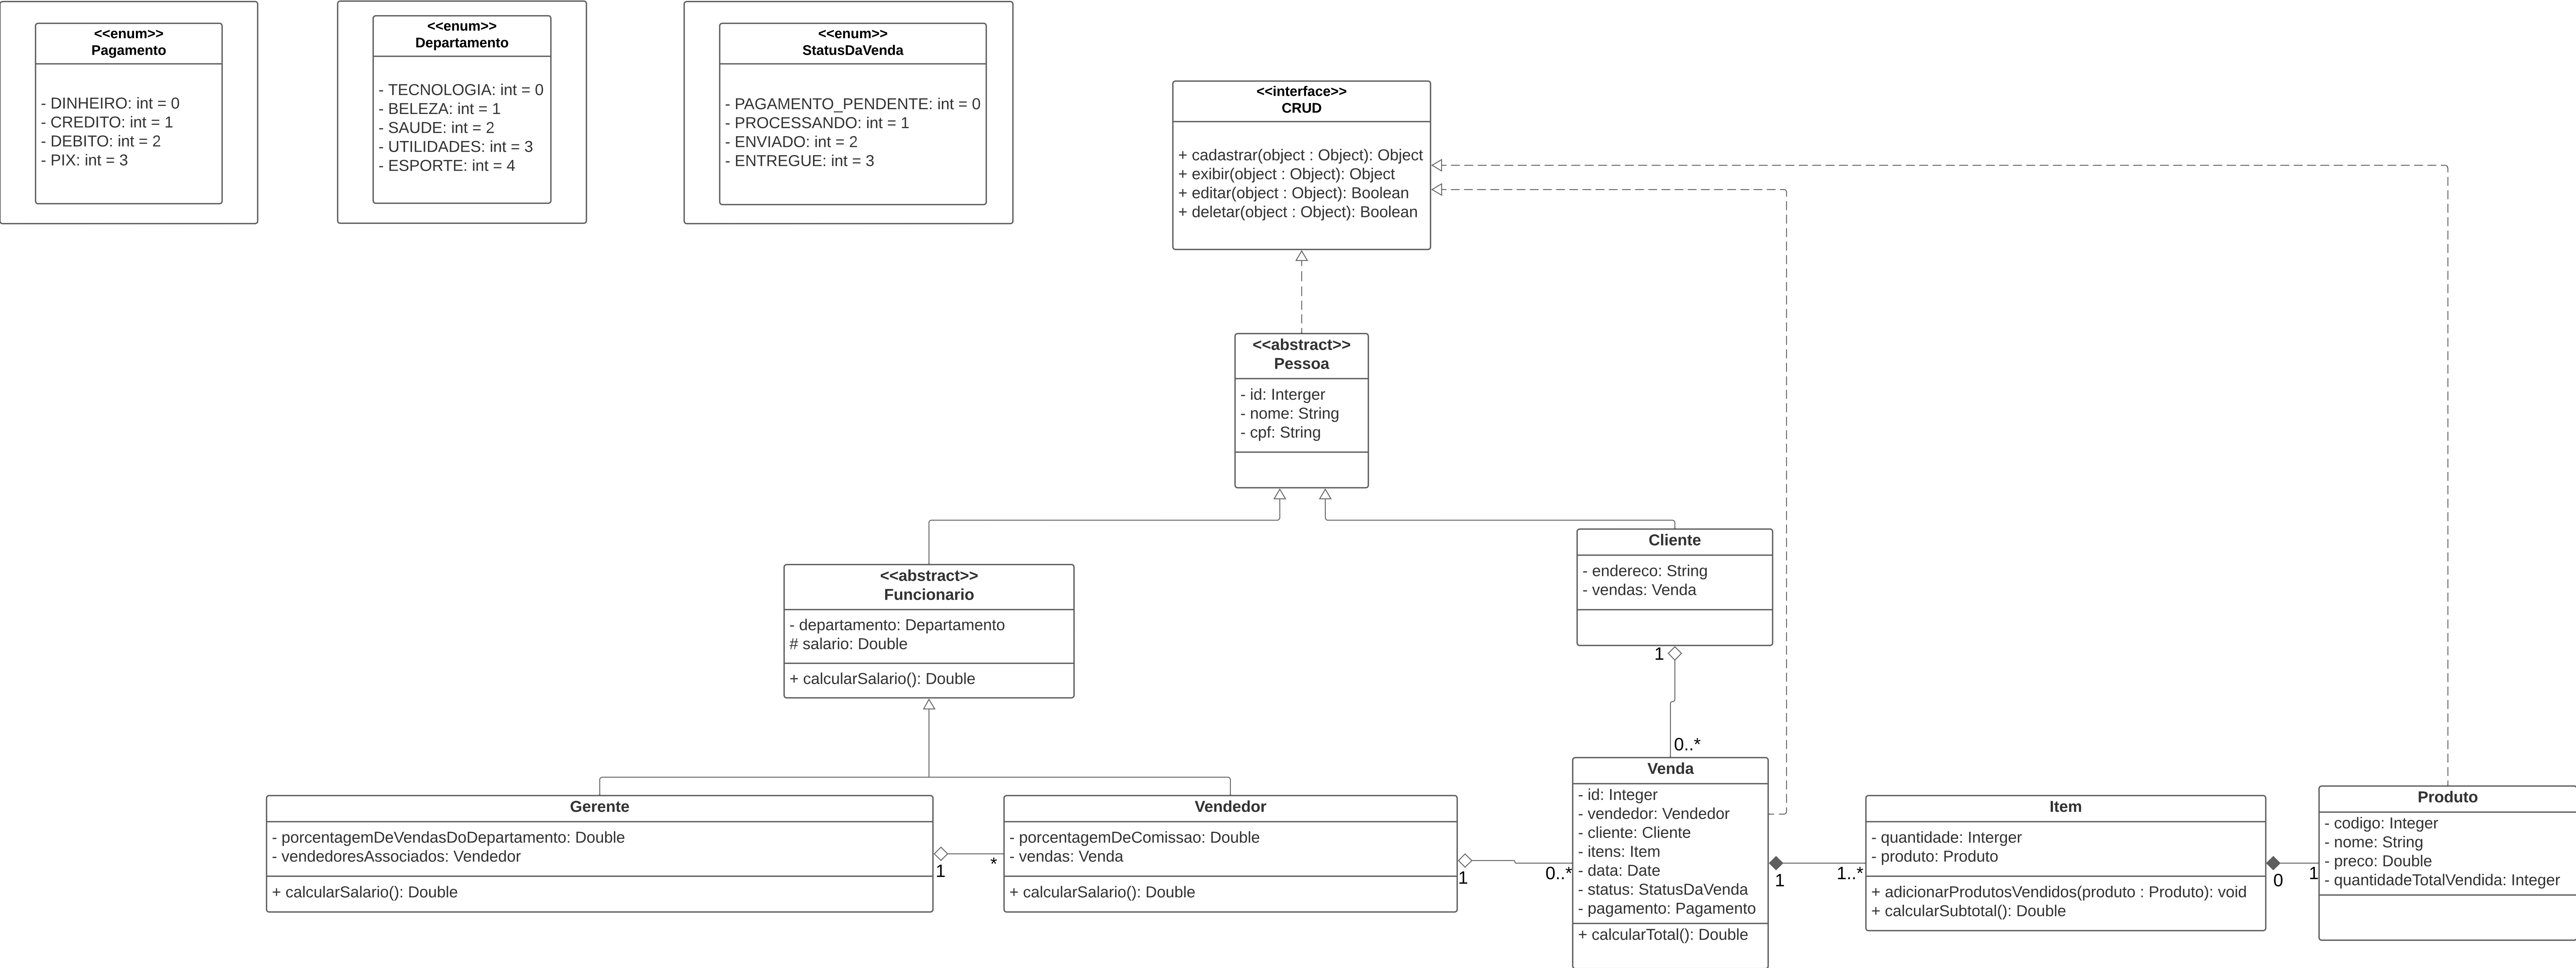 <<enum>>
Pagamento
- DINHEIRO: int = 0
- CREDITO: int = 1
- DEBITO: int = 2
- PIX: int = 3
<<enum>>
Departamento
- TECNOLOGIA: int = 0
- BELEZA: int = 1
- SAUDE: int = 2
- UTILIDADES: int = 3
- ESPORTE: int = 4
<<enum>>
StatusDaVenda
- PAGAMENTO_PENDENTE: int = 0
- PROCESSANDO: int = 1
- ENVIADO: int = 2
- ENTREGUE: int = 3
<<interface>>
CRUD
+ cadastrar(object : Object): Object
+ exibir(object : Object): Object
+ editar(object : Object): Boolean
+ deletar(object : Object): Boolean
<<abstract>>
Pessoa
- id: Interger
- nome: String
- cpf: String
<<abstract>>
Funcionario
- departamento: Departamento
# salario: Double
+ calcularSalario(): Double
Cliente
- endereco: String
- vendas: Venda
1
0..*
Gerente
- porcentagemDeVendasDoDepartamento: Double
- vendedoresAssociados: Vendedor
+ calcularSalario(): Double
1
*
Vendedor
- porcentagemDeComissao: Double
- vendas: Venda
+ calcularSalario(): Double
1
0..*
Venda
- id: Integer
- vendedor: Vendedor
- cliente: Cliente
- itens: Item
- data: Date
- status: StatusDaVenda
- pagamento: Pagamento
+ calcularTotal(): Double
1
1..*
Item
- quantidade: Interger
- produto: Produto
+ adicionarProdutosVendidos(produto : Produto): void
+ calcularSubtotal(): Double
0
1
Produto
- codigo: Integer
- nome: String
- preco: Double
- quantidadeTotalVendida: Integer